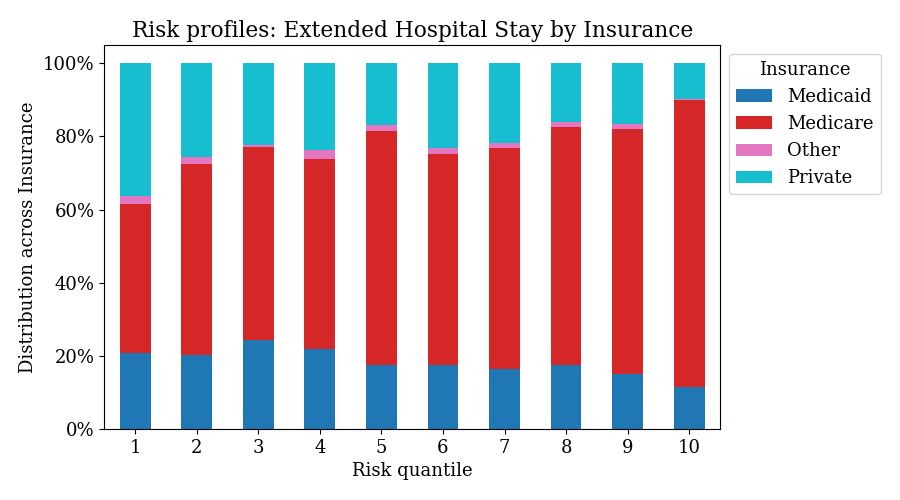 Risk profiles: Extended Hospital Stay by Insurance
Distribution across Insurance
100%
80%
60%
40%
20%
0%
1 2 3 4 5 6 7 8 9 10
Risk quantile
Insurance
Medicaid
Medicare
Other
Private